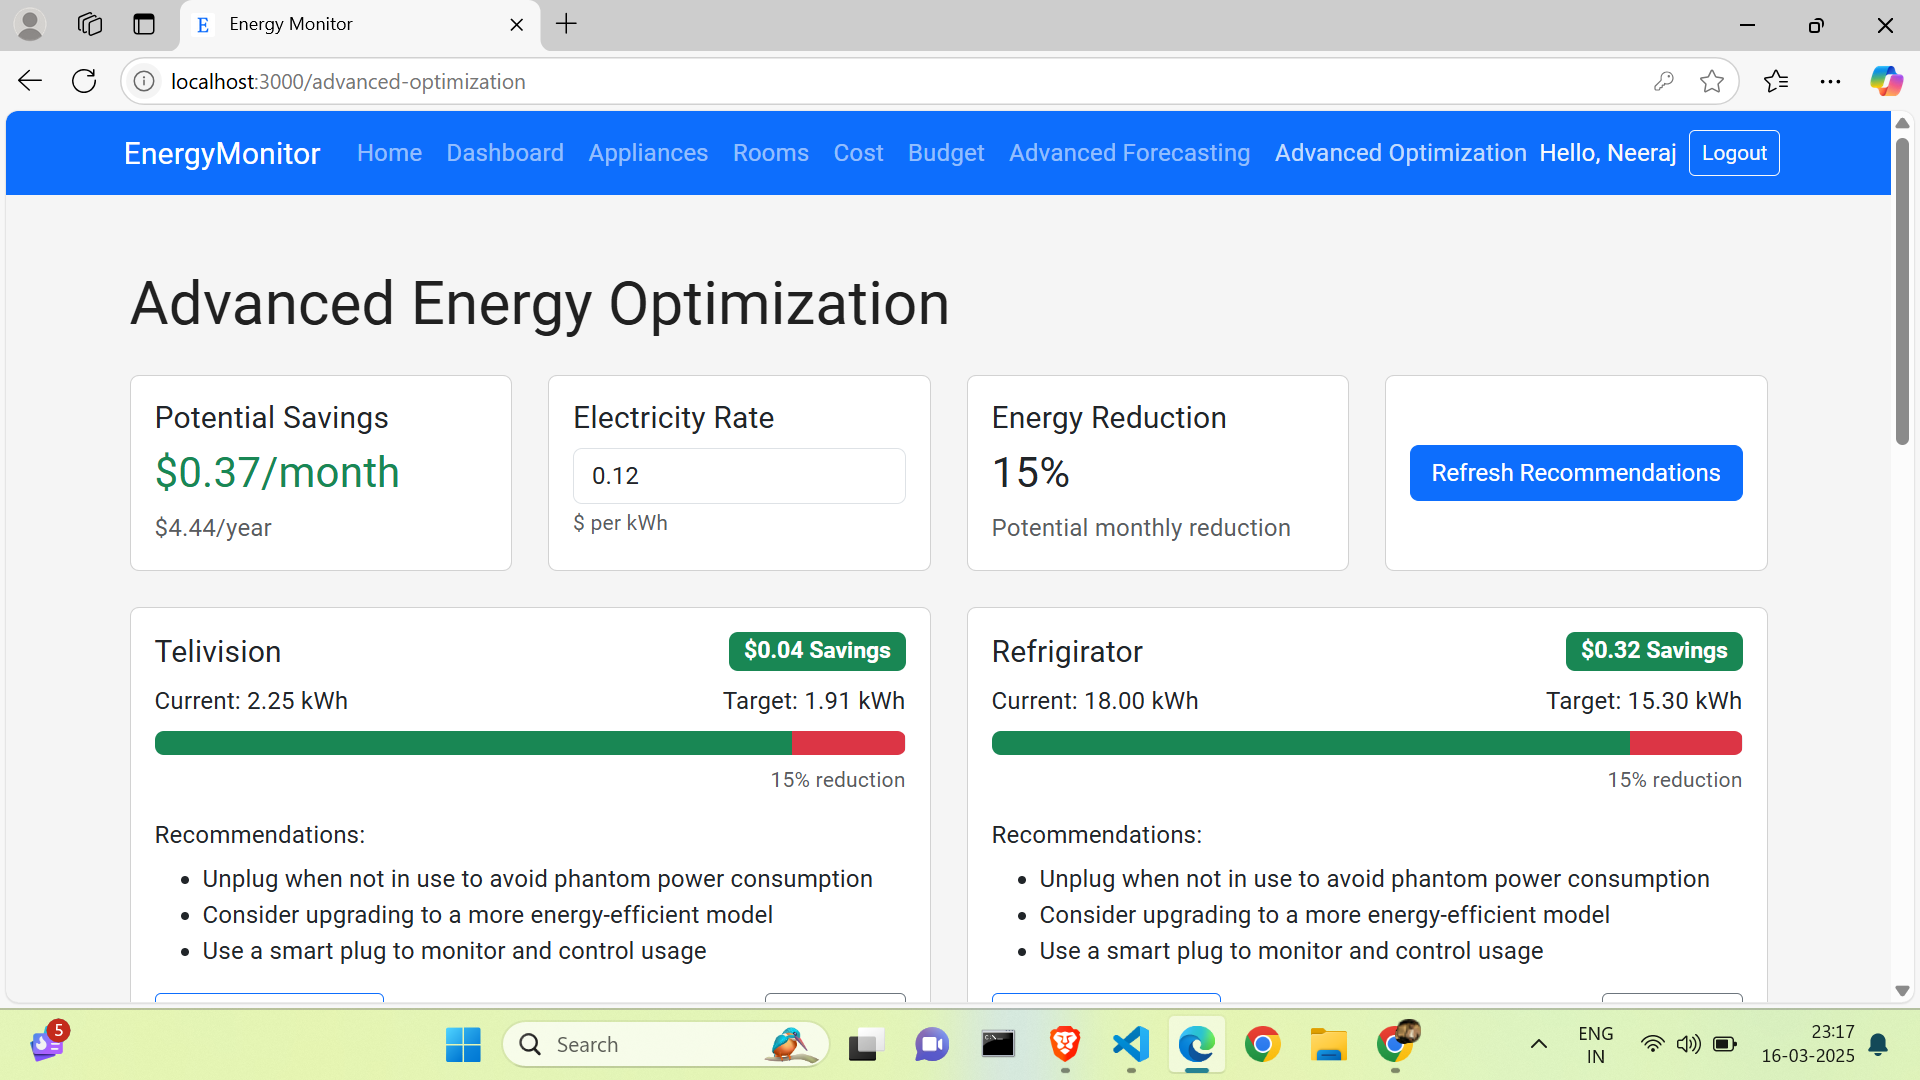 Energy Monitor
localhost:3000/advanced-optimization
EnergyMonitor Home Dashboard Appliances Rooms Cost Budget Advanced Forecasting Advanced Optimization Hello, Neeraj Logout
Advanced Energy Optimization
Potential Savings
$0.37/month
$4.44/year
Electricity Rate
0.12
$ per kWh
Energy Reduction
15%
Potential monthly reduction
Refresh Recommendations
Telivision $0.04 Savings
Current: 2.25 kWh Target: 1.91 kWh
15% reduction
Recommendations:
Unplug when not in use to avoid phantom power consumption
Consider upgrading to a more energy-efficient model
Use a smart plug to monitor and control usage
Refrigirator $0.32 Savings
Current: 18.00 kWh Target: 15.30 kWh
15% reduction
Recommendations:
Unplug when not in use to avoid phantom power consumption
Consider upgrading to a more energy-efficient model
Use a smart plug to monitor and control usage
5
Search
ENG
IN
23:17
16-03-2025